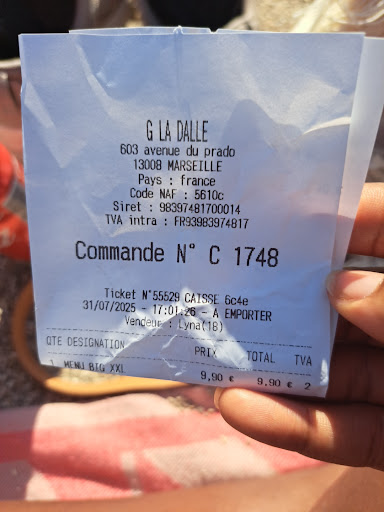 G LA DALLE
603 avenue du prado
13008 MARSEILLE
Pays : france
Code NAF : 5610c
Siret : 98397481700014
TVA intra : FR93983974817
Commande N° C 1748
Ticket N°55529 CAISSE 6c4e
31/07/2025 - 17:01:26 - A EMPORTER
Vendeur : Lyna(18)
QTE DESIGNATION PRIX TOTAL TVA
1 MENU BIG XXL 9,90 € 9,90 € 2